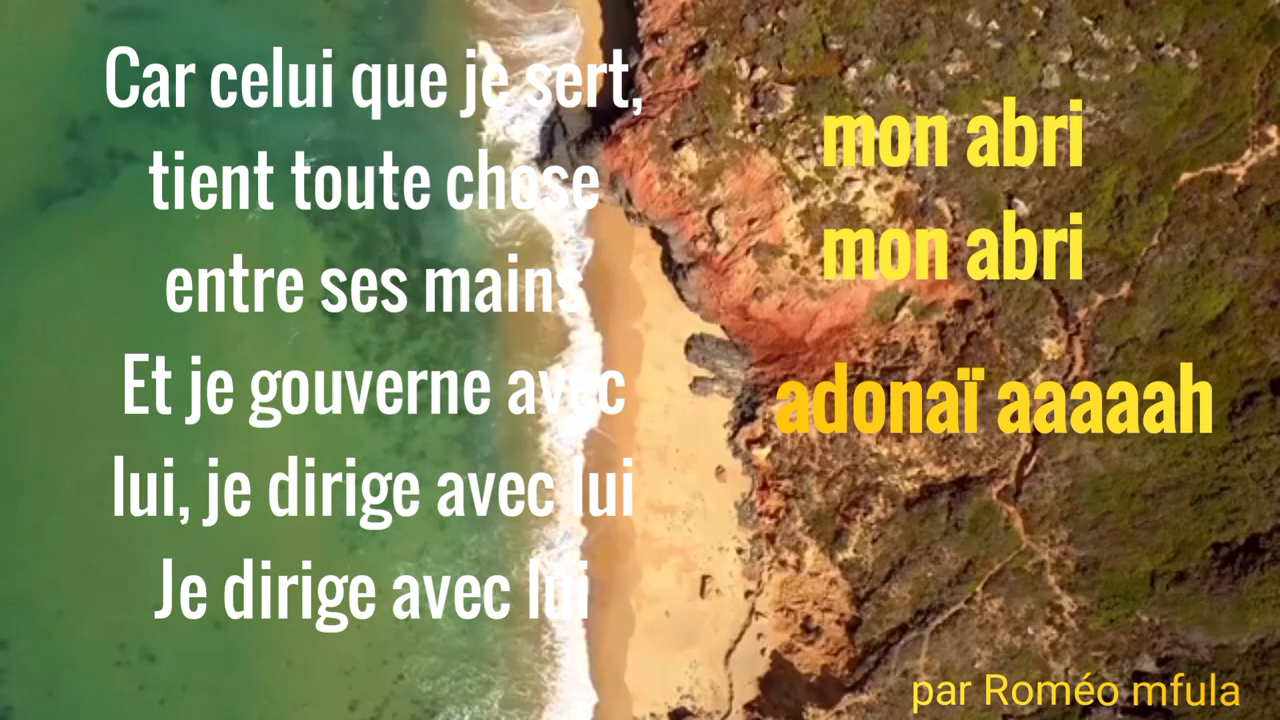 Car celui que je sert,
tient toute chose
entre ses mains
Et je gouverne avec
lui, je dirige avec lui
Je dirige avec lui
mon abri
mon abri
adonaï aaaaah
par Roméo mfula